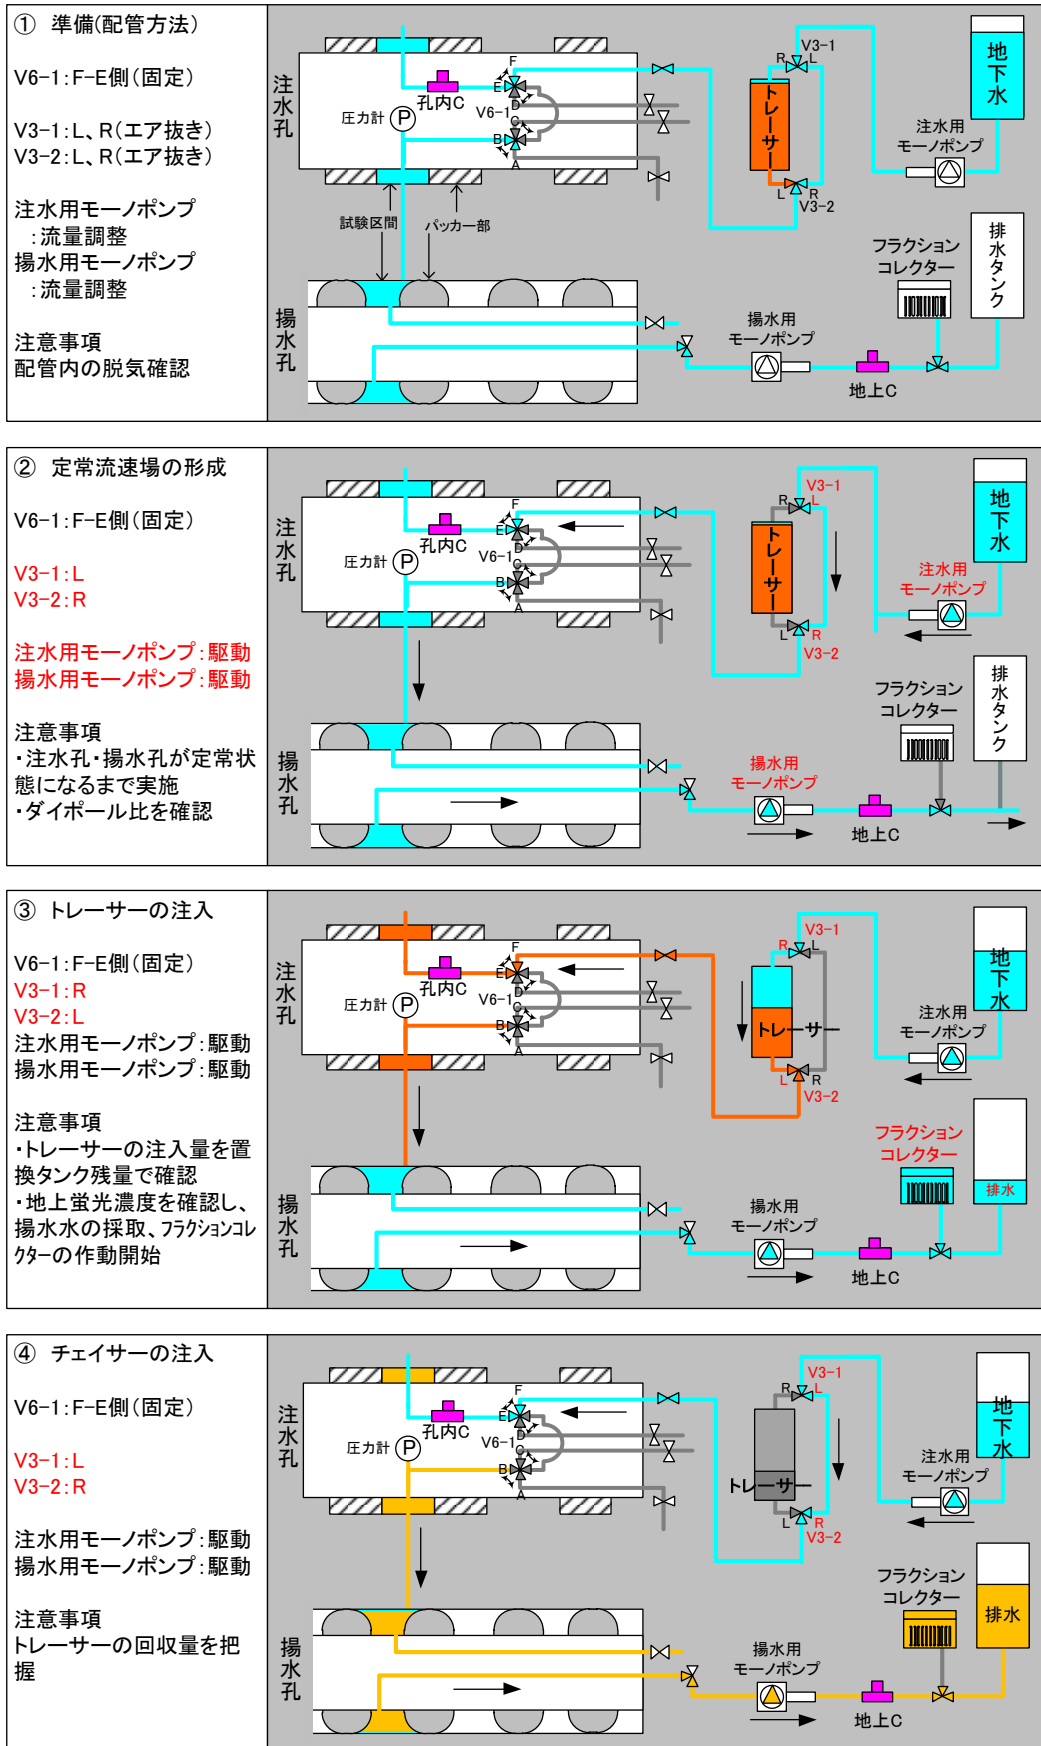 ① 準備(配管方法)
V6-1:F-E側(固定)
V3-1:L、R(エア抜き)
V3-2:L、R(エア抜き)
注水用モーノポンプ
:流量調整
揚水用モーノポンプ
:流量調整
注意事項
配管内の脱気確認
注水孔
圧力計
P
孔内C
V6-1
F
E
D
C
B
A
試験区間
パッカー部
揚水孔
R
V3-1
L
トレーサー
L
R
V3-2
地下水
注水用
モーノポンプ
フラクション
コレクター
排水タンク
揚水用
モーノポンプ
地上C
② 定常流速場の形成
V6-1:F-E側(固定)
V3-1:L
V3-2:R
注水用モーノポンプ:駆動
揚水用モーノポンプ:駆動
注意事項
・注水孔・揚水孔が定常状
態になるまで実施
・ダイポール比を確認
注水孔
圧力計
P
孔内C
V6-1
F
E
D
C
B
A
揚水孔
V3-1
R
L
トレーサー
L
R
V3-2
地下水
注水用
モーノポンプ
フラクション
コレクター
排水タンク
揚水用
モーノポンプ
地上C
③ トレーサーの注入
V6-1:F-E側(固定)
V3-1:R
V3-2:L
注水用モーノポンプ:駆動
揚水用モーノポンプ:駆動
注意事項
・トレーサーの注入量を置
換タンク残量で確認
・地上蛍光濃度を確認し、
揚水水の採取、フラクションコレ
クターの作動開始
注水孔
圧力計
P
孔内C
V6-1
F
E
D
C
B
A
揚水孔
V3-1
R
L
トレーサー
L
R
V3-2
地下水
注水用
モーノポンプ
フラクション
コレクター
排水
揚水用
モーノポンプ
地上C
④ チェイサーの注入
V6-1:F-E側(固定)
V3-1:L
V3-2:R
注水用モーノポンプ:駆動
揚水用モーノポンプ:駆動
注意事項
トレーサーの回収量を把
握
注水孔
圧力計
P
孔内C
V6-1
F
E
D
C
B
A
揚水孔
V3-1
R
L
トレーサー
L
R
V3-2
地下水
注水用
モーノポンプ
フラクション
コレクター
排水
揚水用
モーノポンプ
地上C